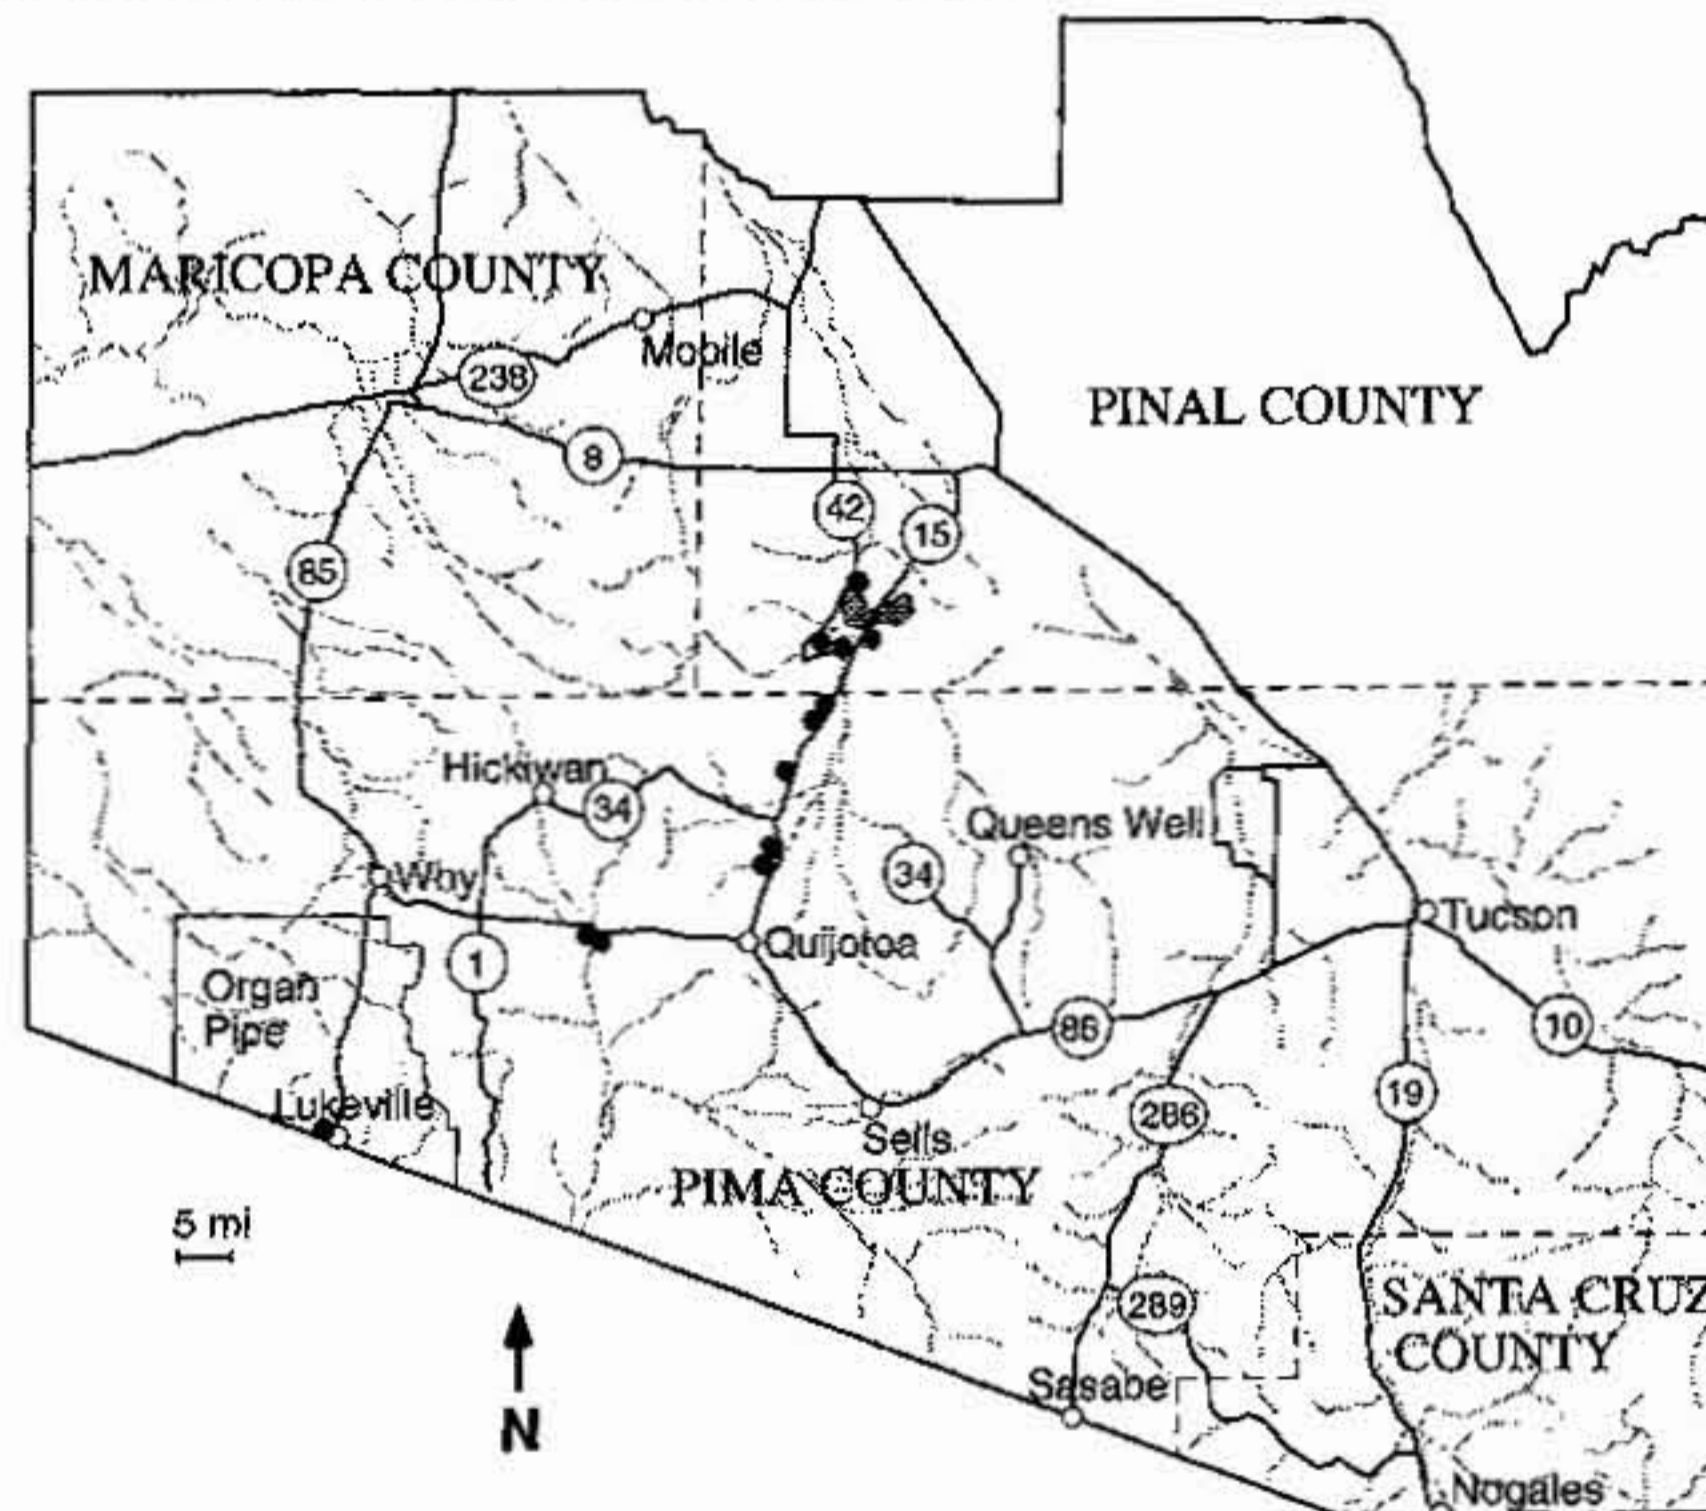 MARICOPA COUNTY
Mobile
238
PINAL COUNTY
8
42
15
85
Hickiwan
34
Queens Well
34
Why
Tucson
Quijotoa
1
Organ
Pipe
86
10
Lukeville
19
286
Sells
PIMA COUNTY
5 mi
289
SANTA CRUZ
COUNTY
Sasabe
N
Nogales